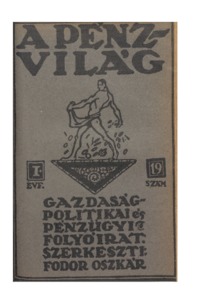 A PÉNZ-
VILÁG
I 19
ÉVF. SZÁM
GAZDASÁG-
POLITIKAI és
PÉNZÜGYI
FOLYÓIRAT.
SZERKESZTI:
FODOR OSZKÁR